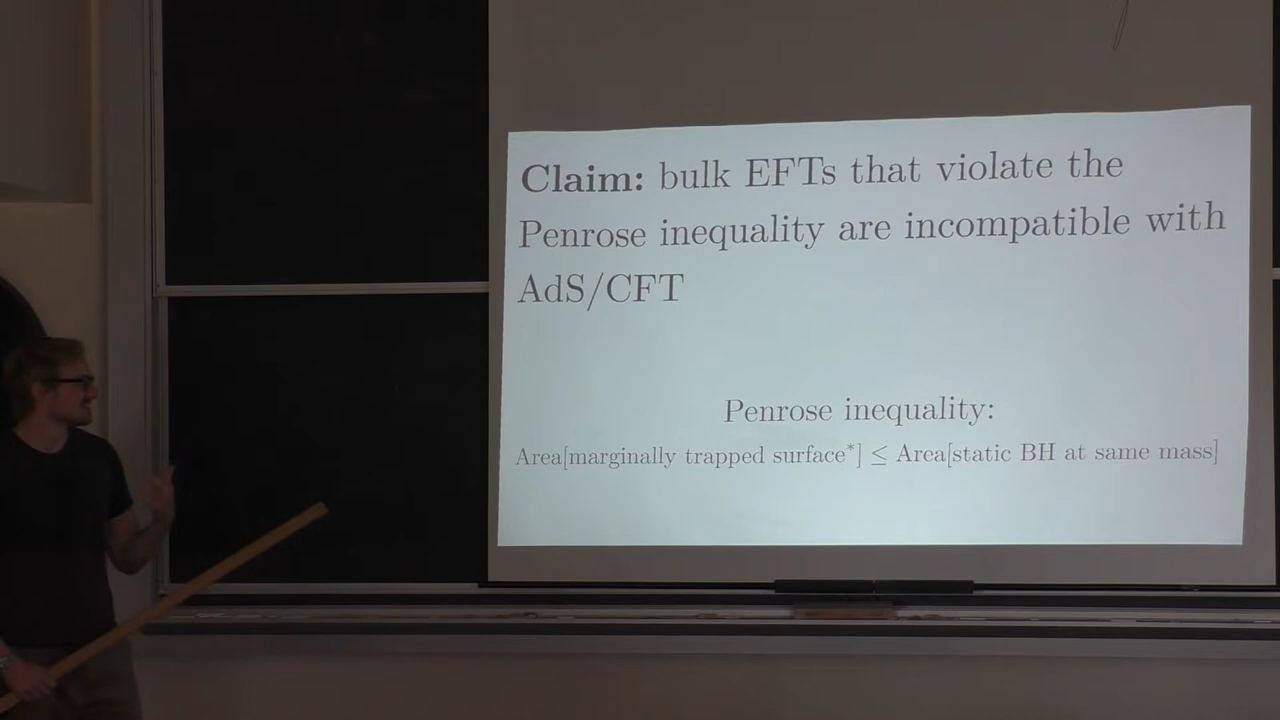 Claim: bulk EFTs that violate the
Penrose inequality are incompatible with
AdS/CFT
Penrose inequality:
Area[marginally trapped surface*] ≤ Area[static BH at same mass]